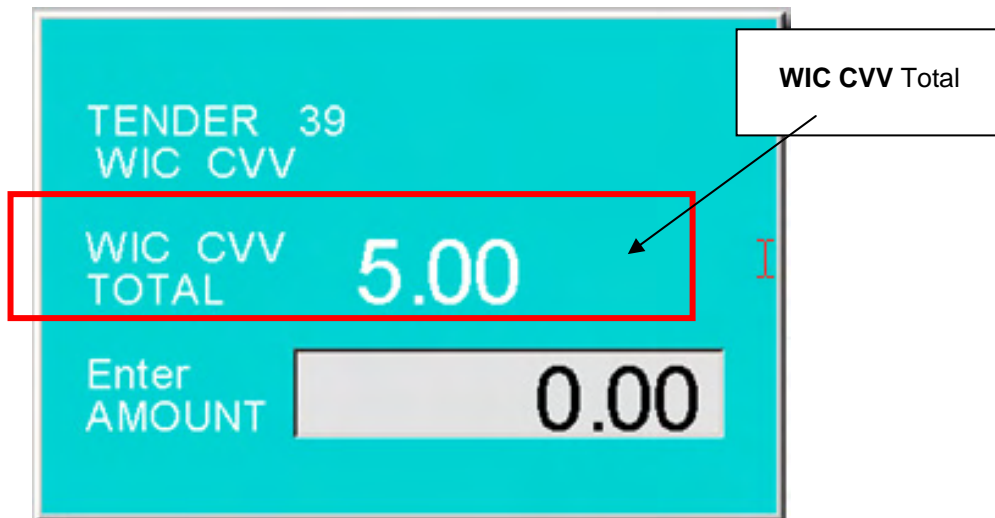 WIC CVV Total
TENDER 39
WIC CVV
WIC CVV
TOTAL
5.00
Enter
AMOUNT
0.00